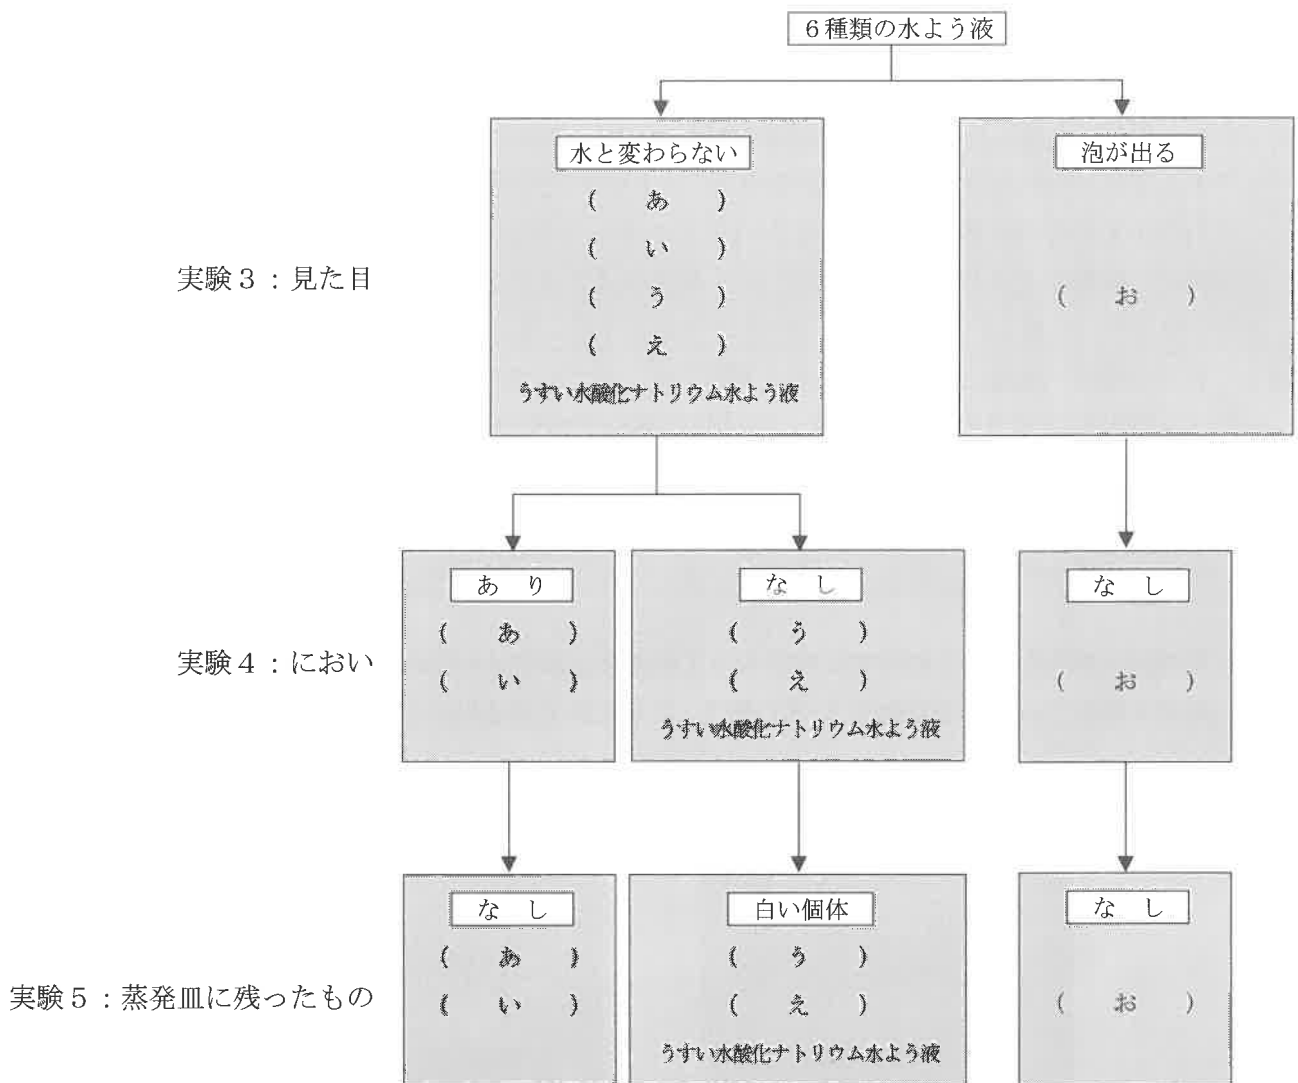 6種類の水よう液
水と変わらない
( あ )
( い )
( う )
( え )
うすい水酸化ナトリウム水よう液
泡が出る
( お )
実験3：見た目
あ り
( あ )
( い )
な し
( う )
( え )
うすい水酸化ナトリウム水よう液
な し
( お )
実験4：におい
な し
( あ )
( い )
白い個体
( う )
( え )
うすい水酸化ナトリウム水よう液
な し
( お )
実験5：蒸発皿に残ったもの